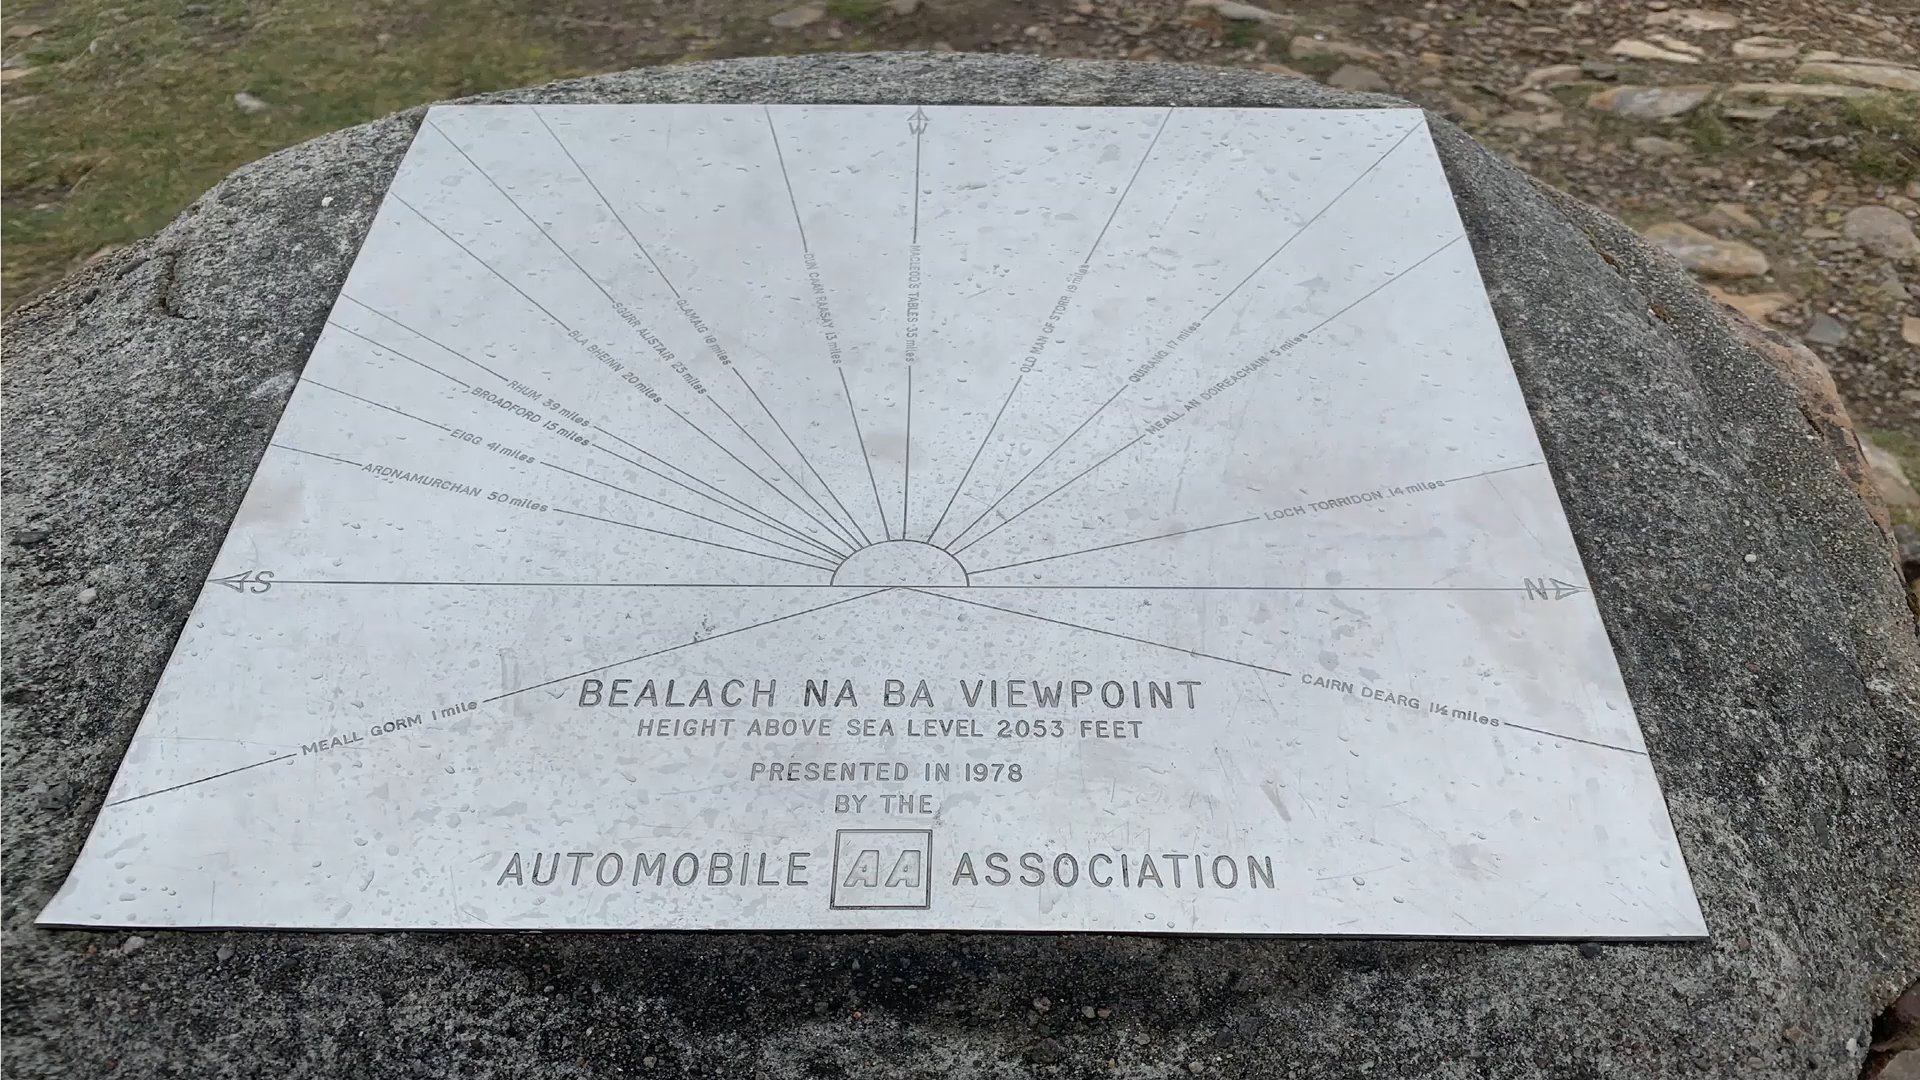 W
GLAMAIG 18 miles
SGURR ALISTAIR 25 miles
BLA BHEINN 20 miles
RHUM 39 miles
BROADFORD 15 miles
EIGG 41 miles
ARDNAMURCHAN 50 miles
DUN CAAN RAASAY 13 miles
MACLEOD'S TABLES 35 miles
OLD MAN OF STORR 19 miles
QUIRANG 17 miles
MEALL AN DOIREACHAIN 5 miles
LOCH TORRIDON 14 miles
S
N
MEALL GORM 1 mile
CAIRN DEARG 1½ miles
BEALACH NA BA VIEWPOINT
HEIGHT ABOVE SEA LEVEL 2053 FEET
PRESENTED IN 1978
BY THE
AUTOMOBILE AA ASSOCIATION